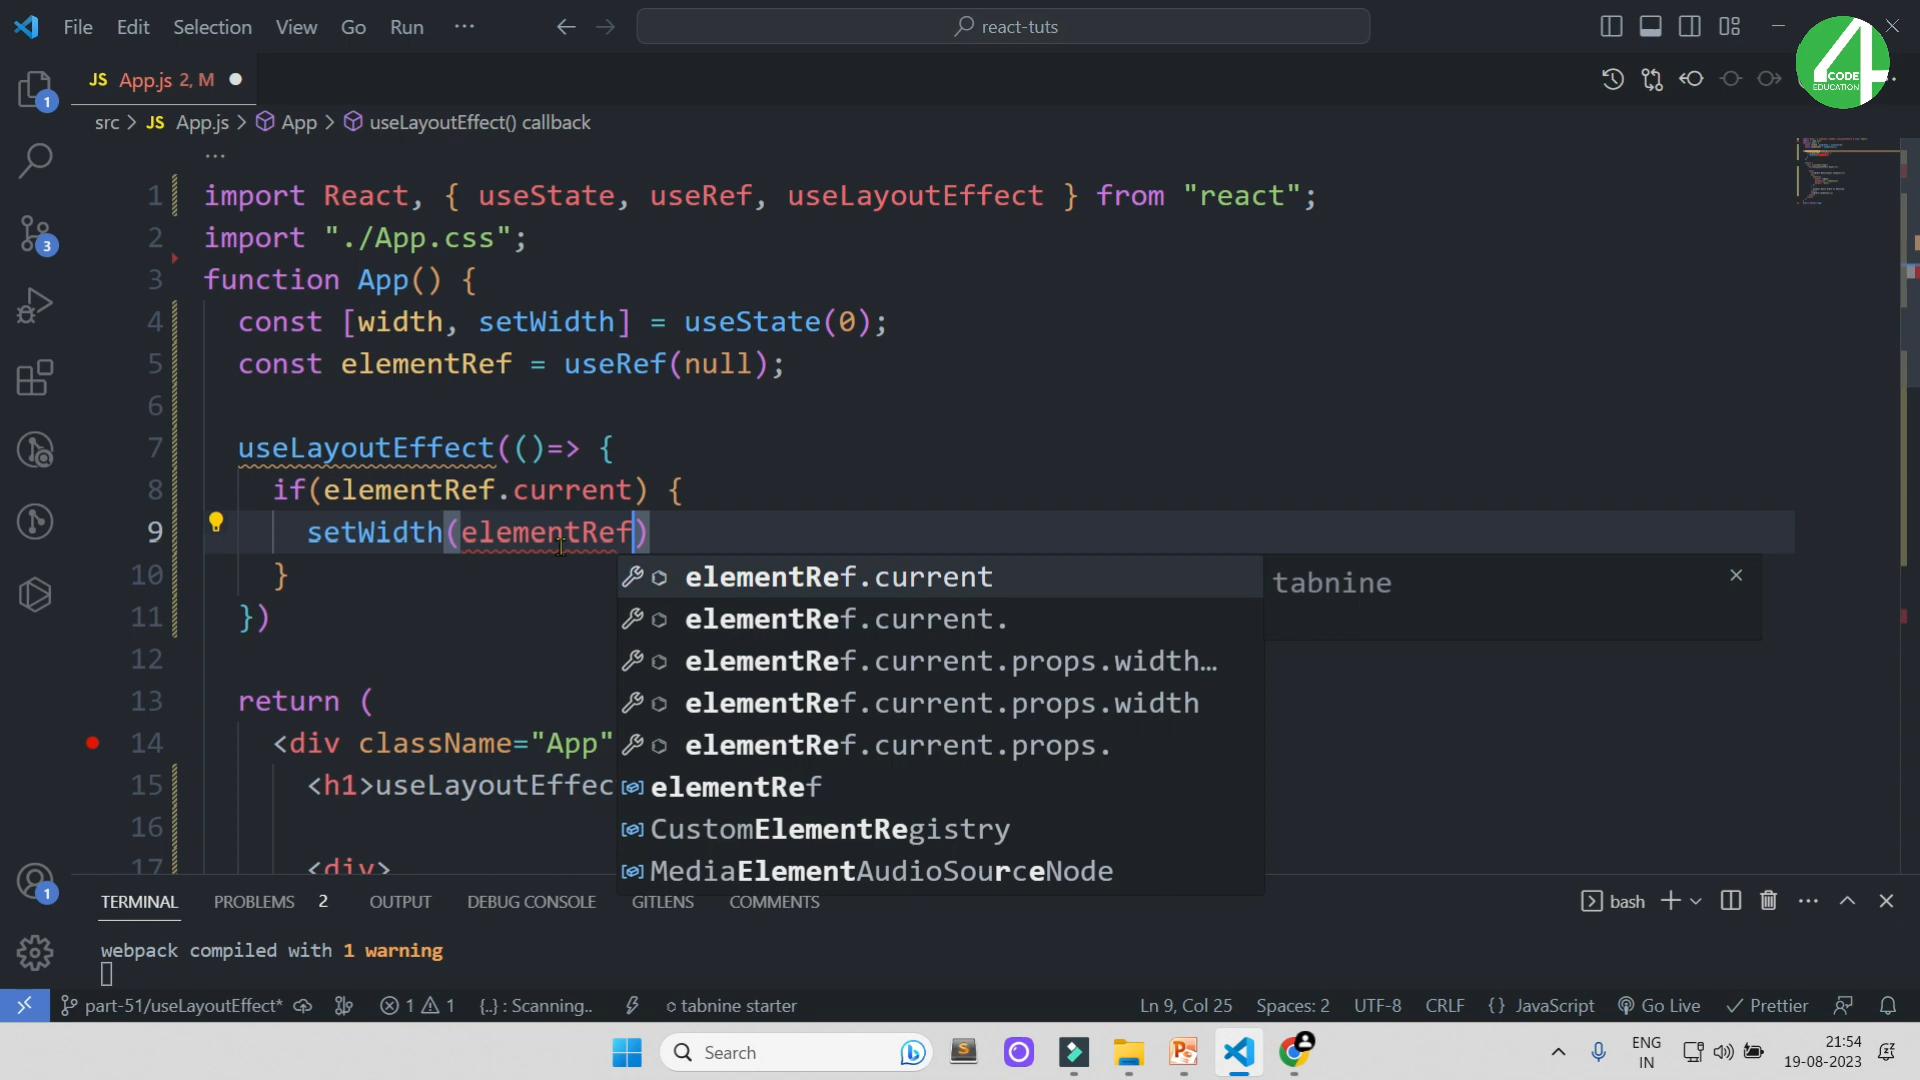 File Edit Selection View Go Run ··· react-tuts
CODE
EDUCATION
JS App.js 2, M
src > JS App.js > App > useLayoutEffect() callback
...
1 import React, { useState, useRef, useLayoutEffect } from "react";
2 import "./App.css";
3 function App() {
4 const [width, setWidth] = useState(0);
5 const elementRef = useRef(null);
6
7 useLayoutEffect(()=> {
8 if(elementRef.current) {
9 setWidth(elementRef)
10 }
elementRef.current tabnine
11 })
elementRef.current.
12
elementRef.current.props.width…
13 return (
elementRef.current.props.width
14 <div className="App"
elementRef.current.props.
15 <h1>useLayoutEffec
elementRef
16
CustomElementRegistry
17 <div>
MediaElementAudioSourceNode
TERMINAL PROBLEMS 2 OUTPUT DEBUG CONSOLE GITLENS COMMENTS bash
webpack compiled with 1 warning
part-51/useLayoutEffect* 1 1 {..} : Scanning.. tabnine starter Ln 9, Col 25 Spaces: 2 UTF-8 CRLF {} JavaScript Go Live Prettier
Search
ENG
IN
21:54
19-08-2023
1
3
1
4